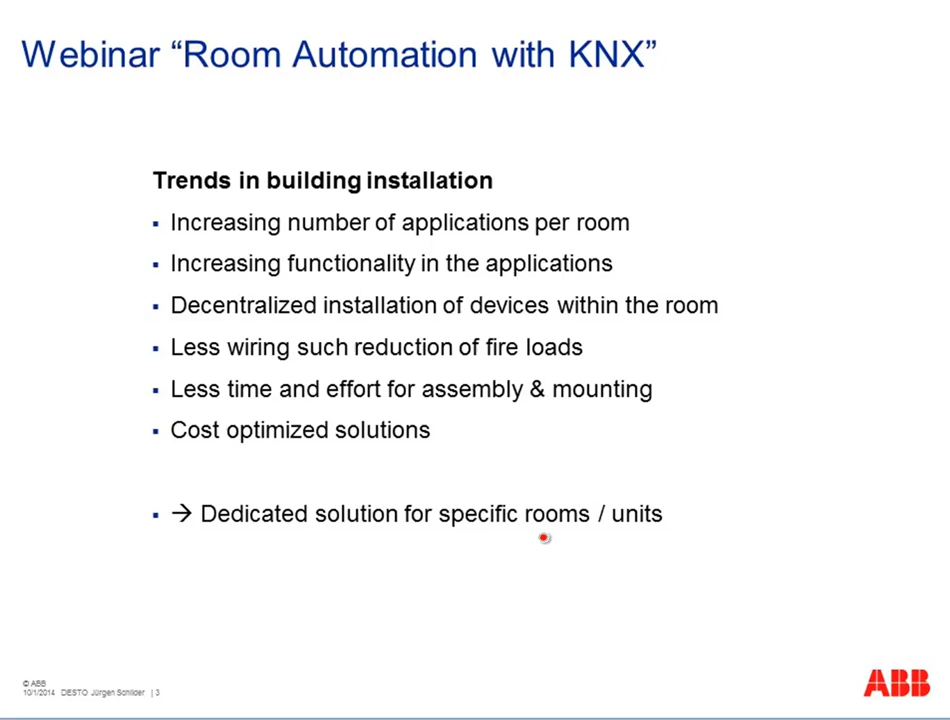 Webinar “Room Automation with KNX”
Trends in building installation
▪ Increasing number of applications per room
▪ Increasing functionality in the applications
▪ Decentralized installation of devices within the room
▪ Less wiring such reduction of fire loads
▪ Less time and effort for assembly & mounting
▪ Cost optimized solutions
▪ → Dedicated solution for specific rooms / units
© ABB
10/1/2014 DESTO Jürgen Schilder | 3
ABB